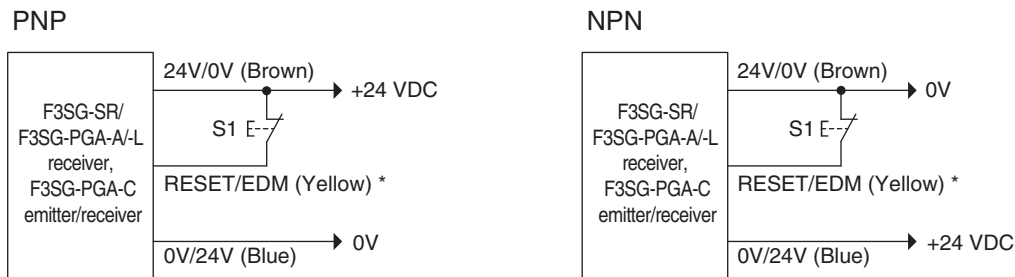 PNP
24V/0V (Brown)
+24 VDC
F3SG-SR/
F3SG-PGA-A/-L
receiver,
F3SG-PGA-C
emitter/receiver
S1
RESET/EDM (Yellow) *
0V
0V/24V (Blue)
NPN
24V/0V (Brown)
0V
F3SG-SR/
F3SG-PGA-A/-L
receiver,
F3SG-PGA-C
emitter/receiver
S1
RESET/EDM (Yellow) *
+24 VDC
0V/24V (Blue)